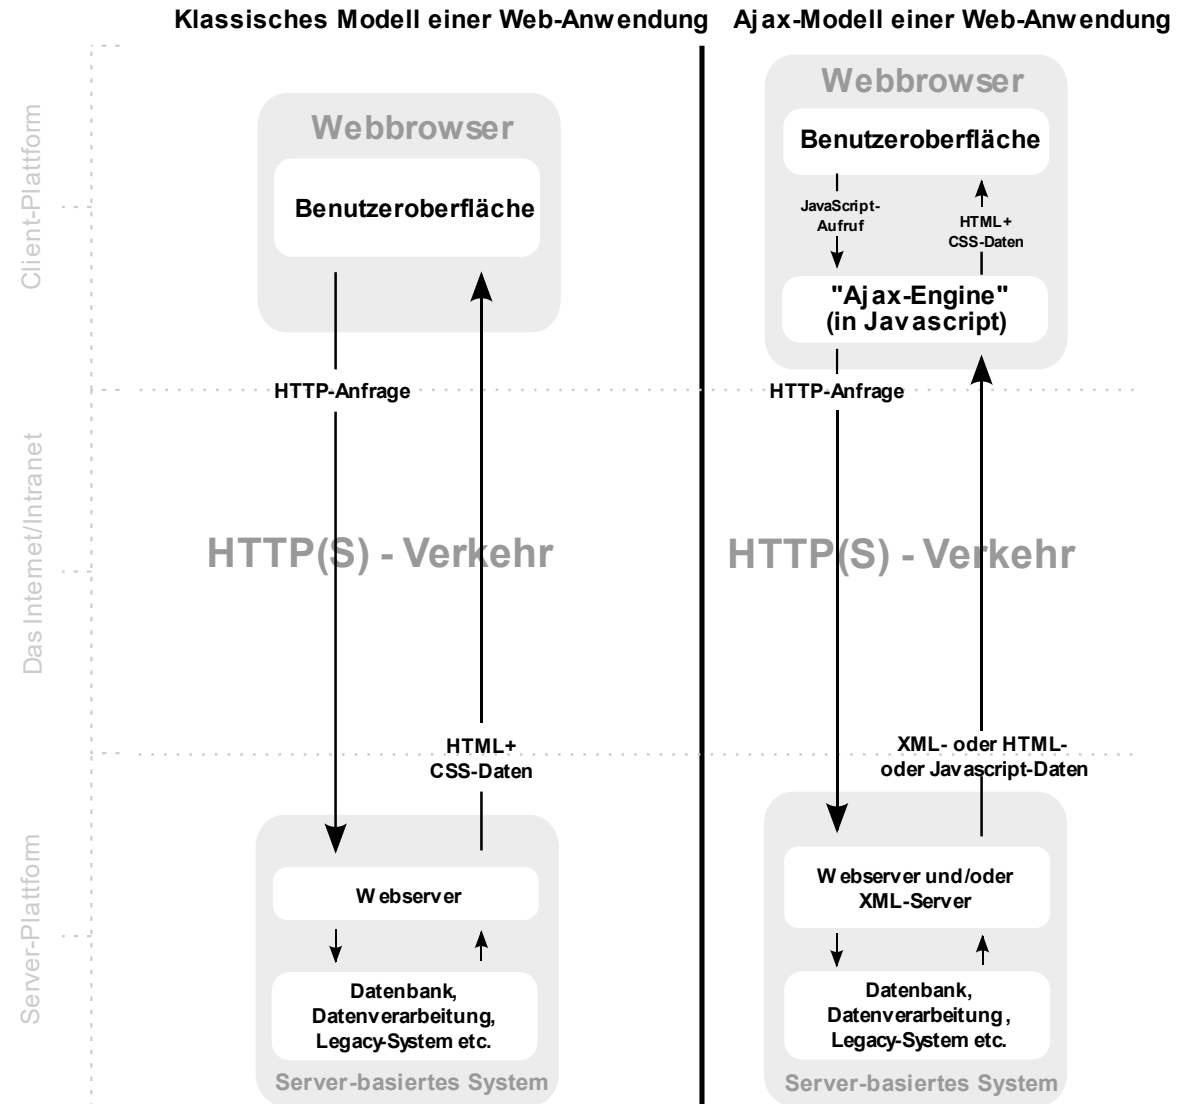 Klassisches Modell einer Web-Anwendung
Ajax-Modell einer Web-Anwendung
Client-Plattform
Das Internet/Intranet
Server-Plattform
Webbrowser
Benutzeroberfläche
HTTP-Anfrage
HTTP(S) - Verkehr
HTML+
CSS-Daten
Webserver
Datenbank,
Datenverarbeitung,
Legacy-System etc.
Server-basiertes System
Webbrowser
Benutzeroberfläche
JavaScript-
Aufruf
HTML+
CSS-Daten
"Ajax-Engine"
(in Javascript)
HTTP-Anfrage
HTTP(S) - Verkehr
XML- oder HTML-
oder Javascript-Daten
Webserver und/oder
XML-Server
Datenbank,
Datenverarbeitung,
Legacy-System etc.
Server-basiertes System